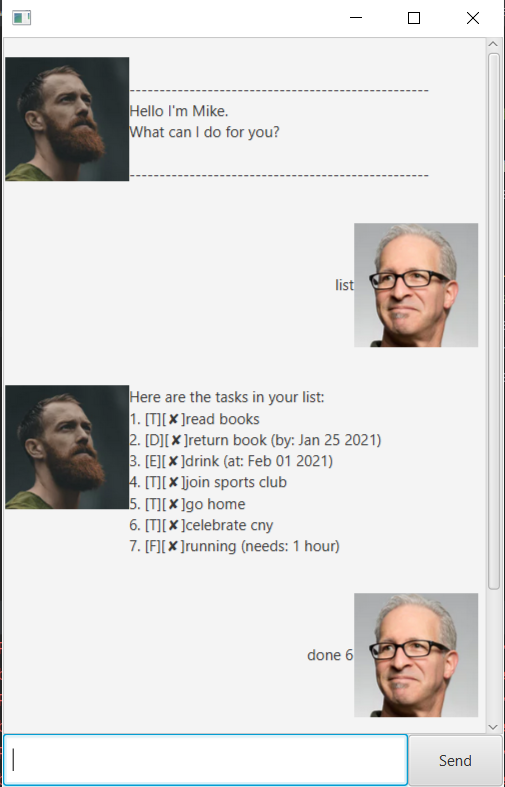 --------------------------------------------------
Hello I'm Mike.
What can I do for you?
--------------------------------------------------
list
Here are the tasks in your list:
1. [T][✘]read books
2. [D][✘]return book (by: Jan 25 2021)
3. [E][✘]drink (at: Feb 01 2021)
4. [T][✘]join sports club
5. [T][✘]go home
6. [T][✘]celebrate cny
7. [F][✘]running (needs: 1 hour)
done 6
Send